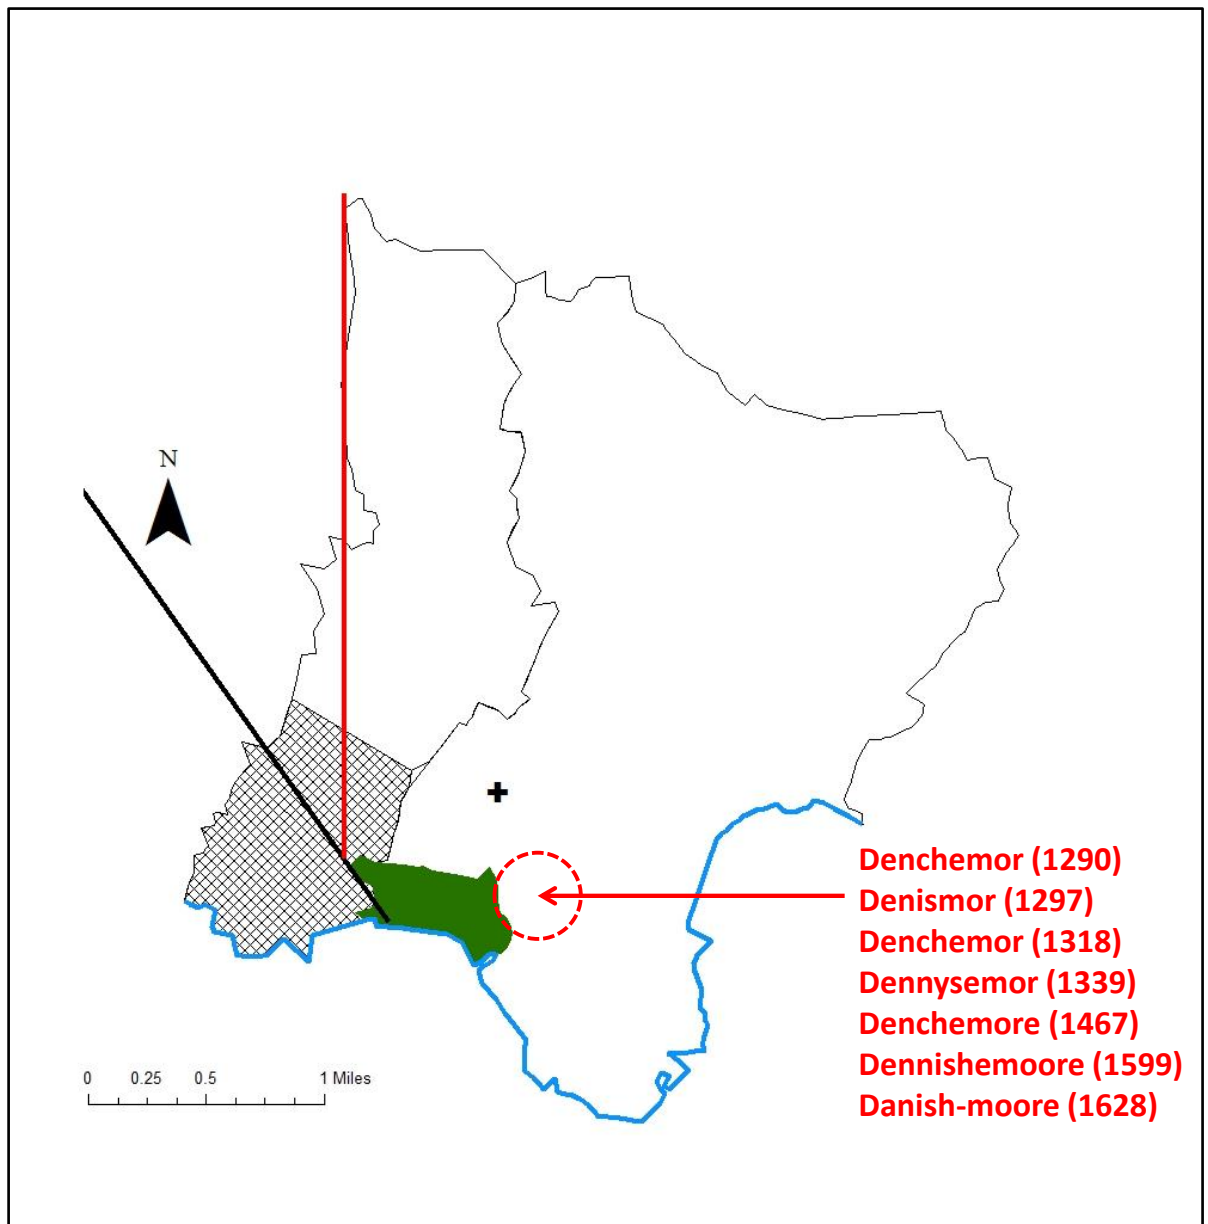 N
Denchemor (1290)
Denismor (1297)
Denchemor (1318)
Dennysemor (1339)
Denchemore (1467)
Dennishemoore (1599)
Danish-moore (1628)
0 0.25 0.5 1 Miles